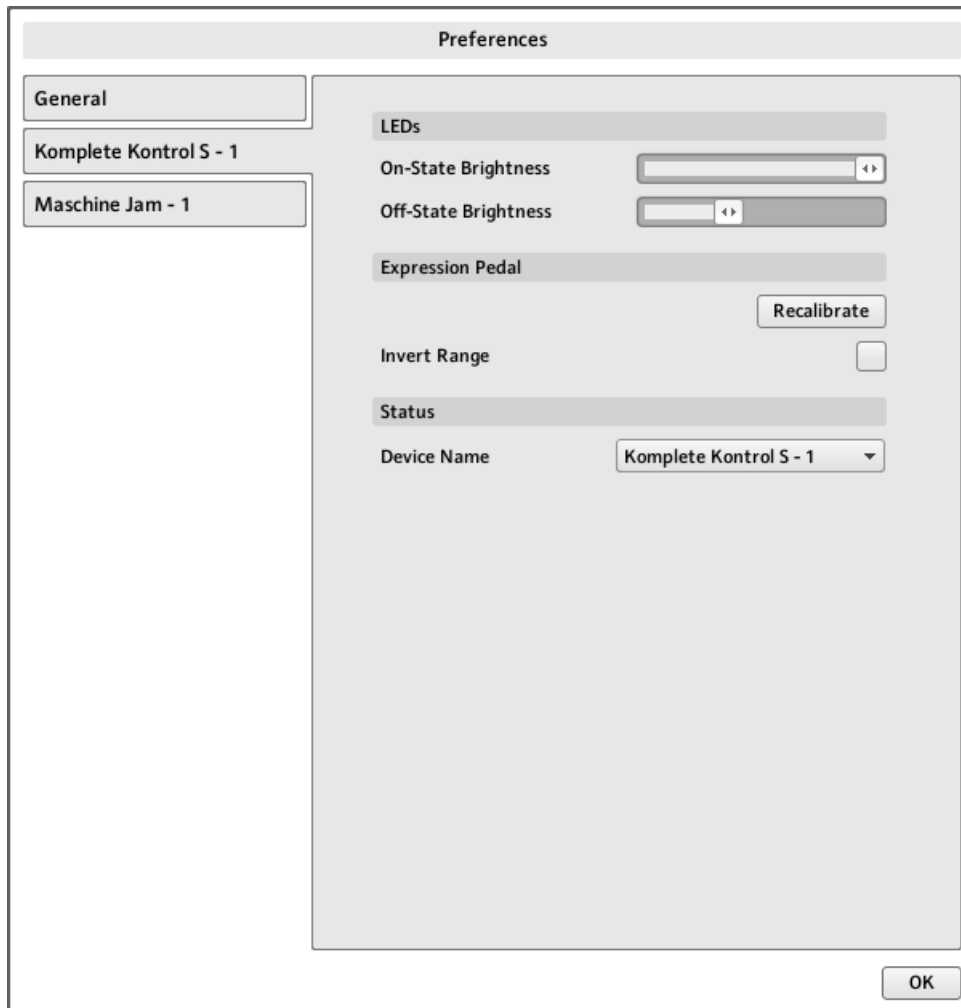 Preferences
General
Komplete Kontrol S - 1
Maschine Jam - 1
LEDs
On-State Brightness
Off-State Brightness
Expression Pedal
Recalibrate
Invert Range
Status
Device Name
Komplete Kontrol S - 1
OK